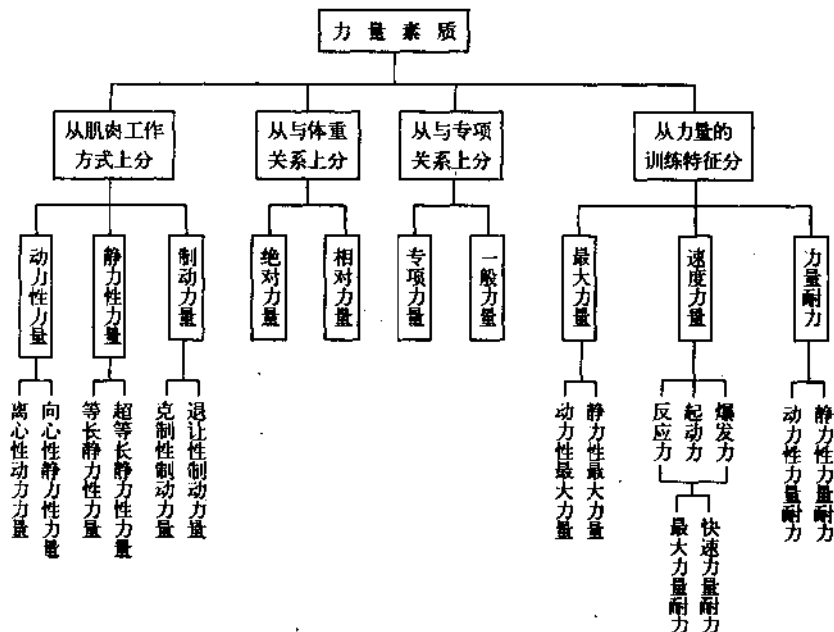 力量素质
从肌肉工作
方式上分
从与体重
关系上分
从与专项
关系上分
从力量的
训练特征分
动力性力量
静力性力量
制动力量
绝对力量
相对力量
专项力量
一般力量
最大力量
速度力量
力量耐力
离心性动力力量
向心性静力性力量
等长静力性力量
超等长静力性力量
克制性制动力量
退让性制动力量
动力性最大力量
静力性最大力量
反应力
起动力
爆发力
动力性力量耐力
静力性力量耐力
最大力量耐力
快速力量耐力